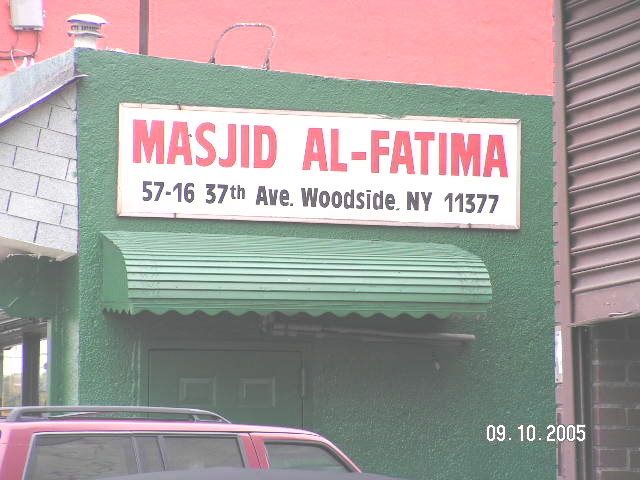 MASJID AL-FATIMA
57-16 37th Ave. Woodside, NY 11377
09.10.2005